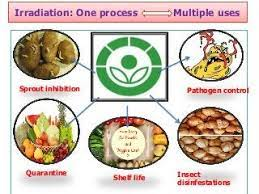 Irradiation: One process Multiple uses
Sprout inhibition
Pathogen control
Quarantine
Shelf life
Insect
disinfestations